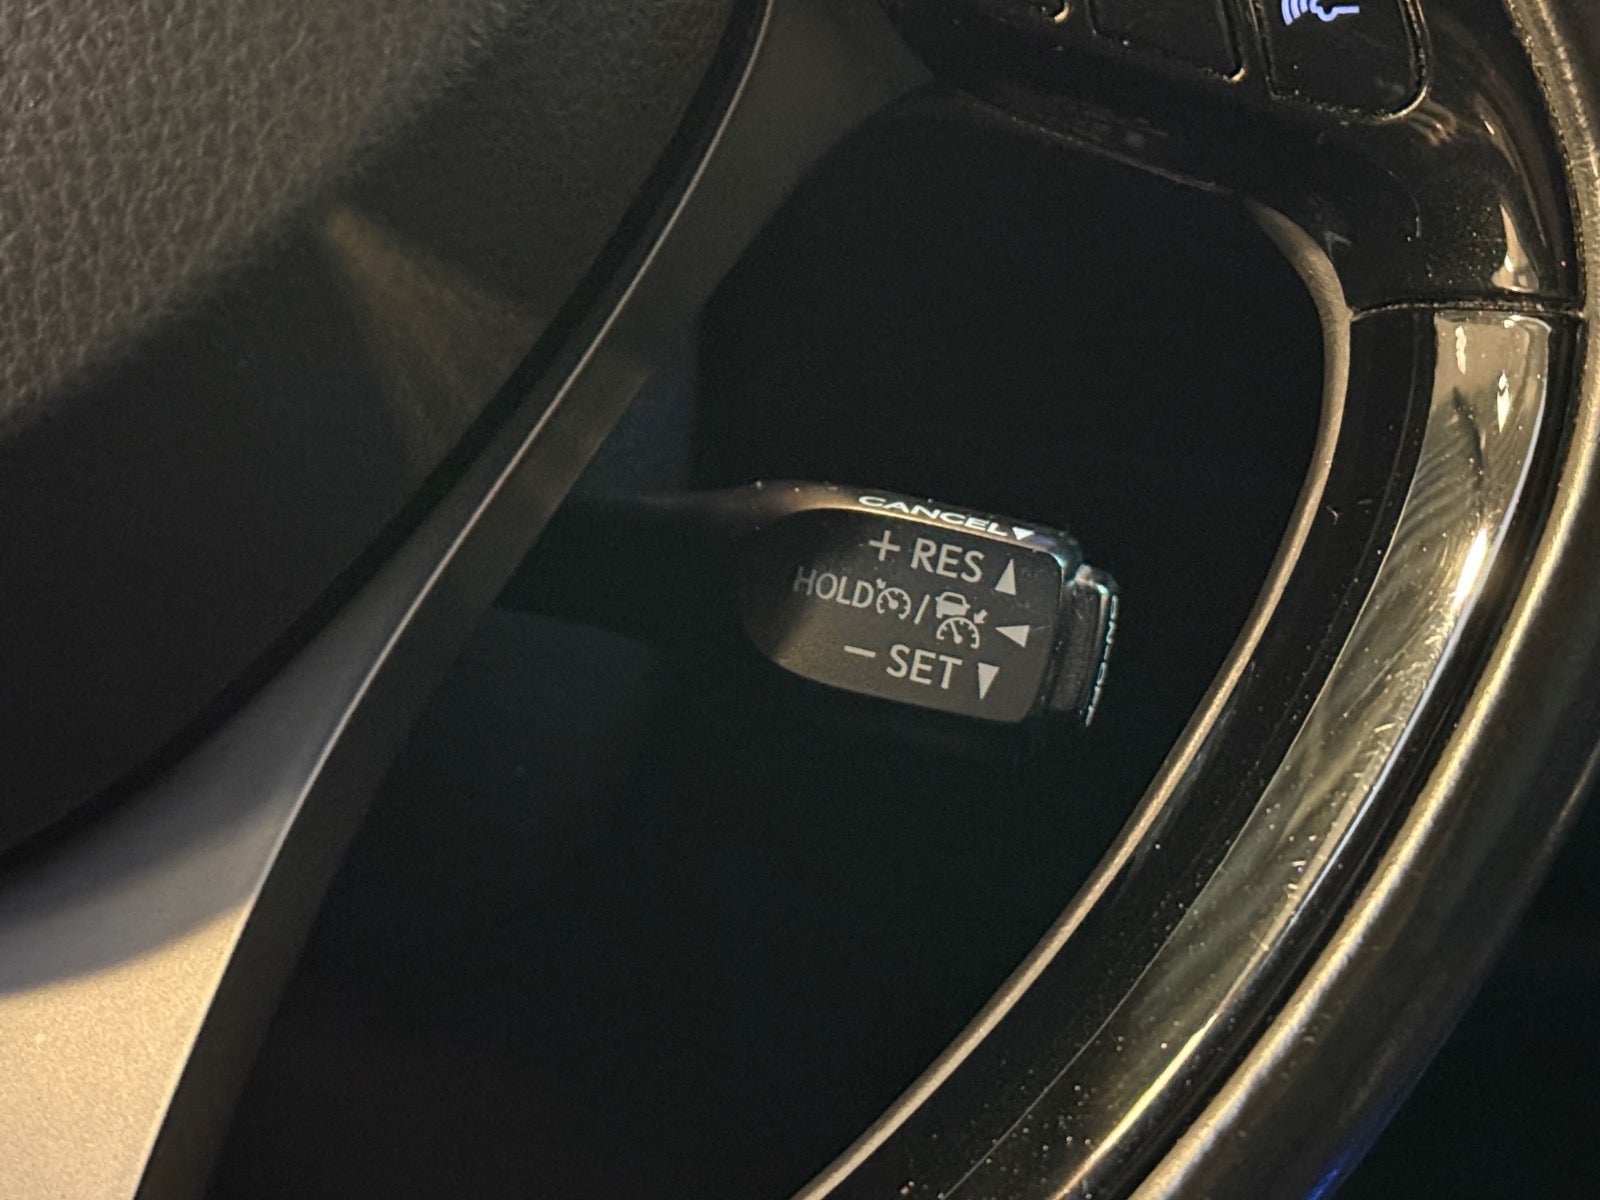 CANCEL▼
+ RES ▲
HOLD / ◀
− SET ▼